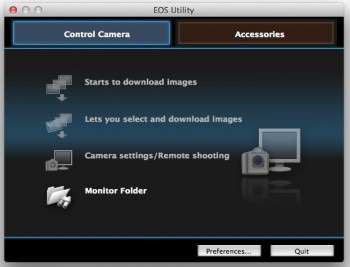 EOS Utility
Control Camera
Accessories
Starts to download images
Lets you select and download images
Camera settings/Remote shooting
Monitor Folder
Preferences...
Quit